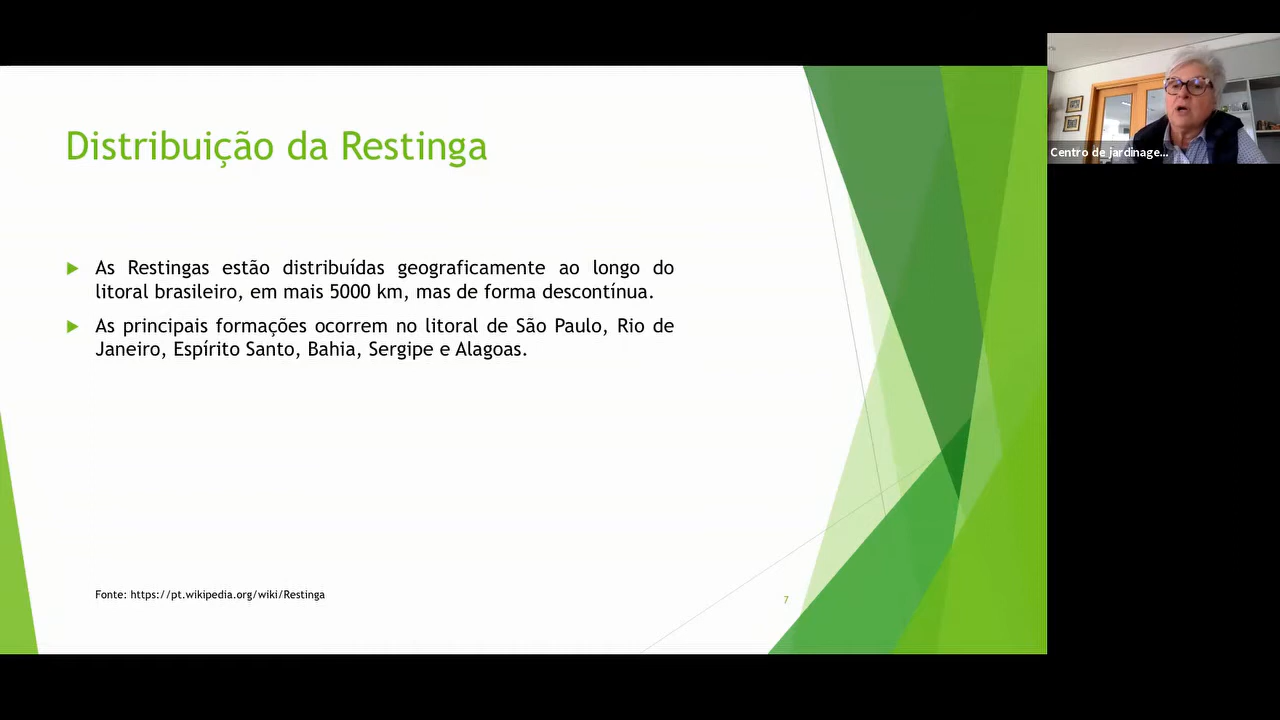 Distribuição da Restinga
As Restingas estão distribuídas geograficamente ao longo do
litoral brasileiro, em mais 5000 km, mas de forma descontínua.
As principais formações ocorrem no litoral de São Paulo, Rio de
Janeiro, Espírito Santo, Bahia, Sergipe e Alagoas.
Fonte: https://pt.wikipedia.org/wiki/Restinga
7
Centro de jardinage...